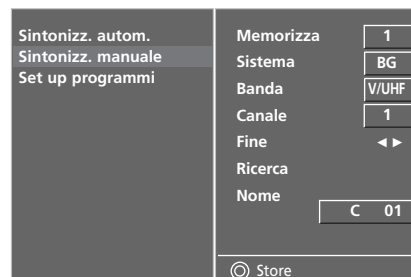 Sintonizz. autom.
Sintonizz. manuale
Set up programmi
Memorizza 1
Sistema BG
Banda V/UHF
Canale 1
Fine ◄ ►
Ricerca
Nome
C 01
Store